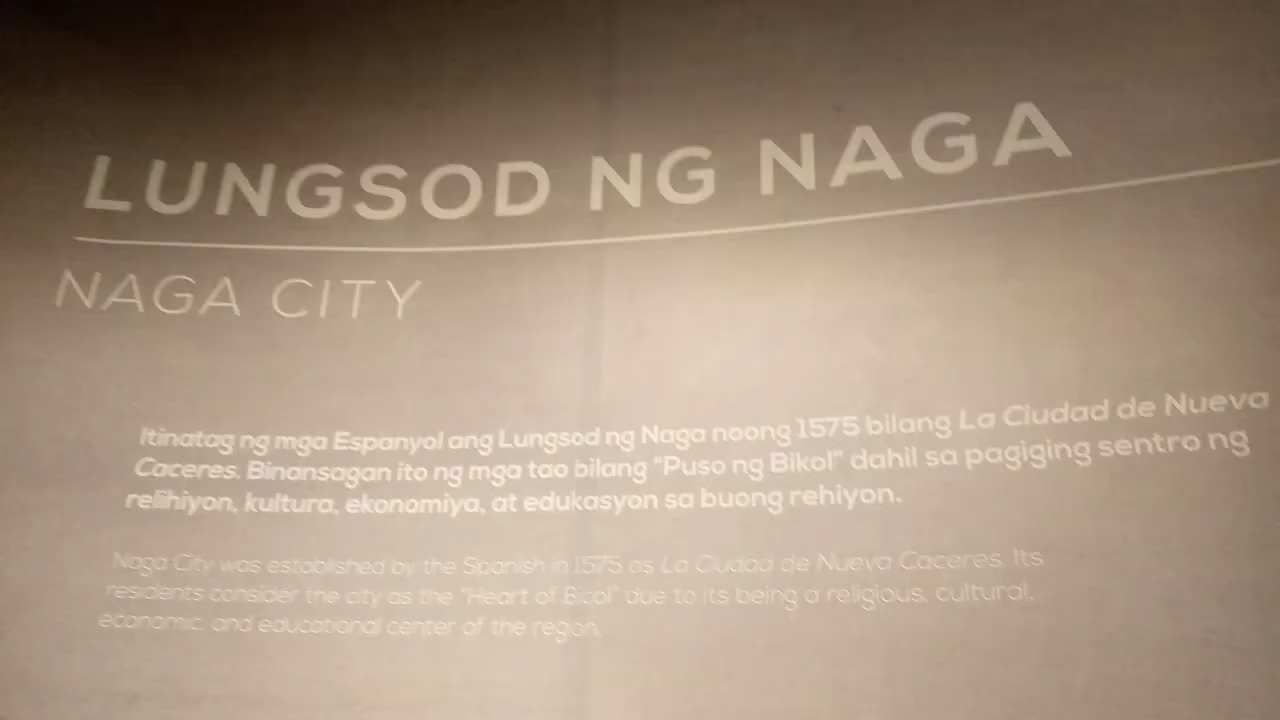 LUNGSOD NG NAGA
NAGA CITY
Itinatag ng mga Espanyol ang Lungsod ng Naga noong 1575 bilang La Ciudad de Nueva
Caceres. Binansagan ito ng mga tao bilang "Puso ng Bikol" dahil sa pagiging sentro ng
relihiyon, kultura, ekonomiya, at edukasyon sa buong rehiyon.
Naga City was established by the Spanish in 1575 as La Ciudad de Nueva Caceres. Its
residents consider the city as the "Heart of Bicol" due to its being a religious, cultural,
economic, and educational center of the region.